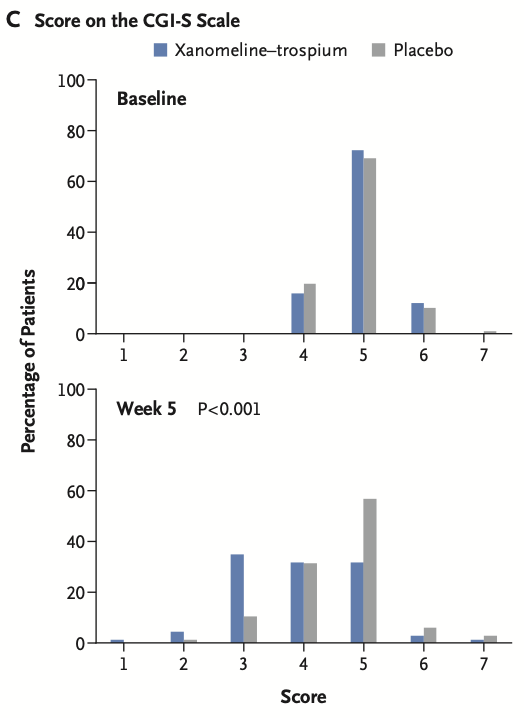 C Score on the CGI-S Scale
Xanomeline–trospium Placebo
Baseline
100
80
60
40
20
0
1 2 3 4 5 6 7
Percentage of Patients
Week 5 P<0.001
100
80
60
40
20
0
1 2 3 4 5 6 7
Score